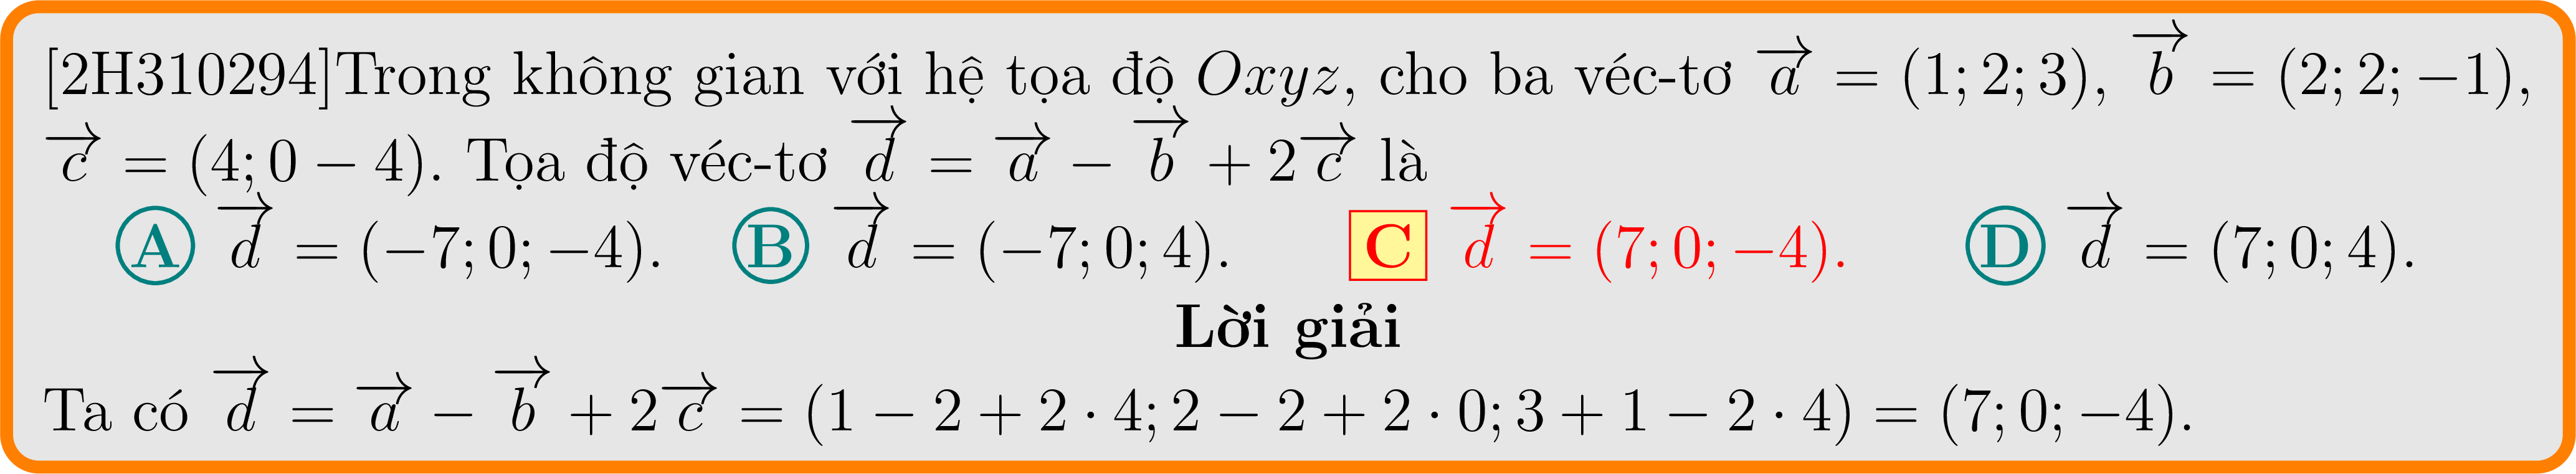 [2H310294]Trong không gian với hệ tọa độ Oxyz, cho ba véc-tơ $\overrightarrow{a} = (1; 2; 3)$, $\overrightarrow{b} = (2; 2; -1)$,
$\overrightarrow{c} = (4; 0 - 4)$. Tọa độ véc-tơ $\overrightarrow{d} = \overrightarrow{a} - \overrightarrow{b} + 2\overrightarrow{c}$ là
A $\overrightarrow{d} = (-7; 0; -4)$. B $\overrightarrow{d} = (-7; 0; 4)$. C $\overrightarrow{d} = (7; 0; -4)$. D $\overrightarrow{d} = (7; 0; 4)$.
Lời giải
Ta có $\overrightarrow{d} = \overrightarrow{a} - \overrightarrow{b} + 2\overrightarrow{c} = (1 - 2 + 2 \cdot 4; 2 - 2 + 2 \cdot 0; 3 + 1 - 2 \cdot 4) = (7; 0; -4)$.